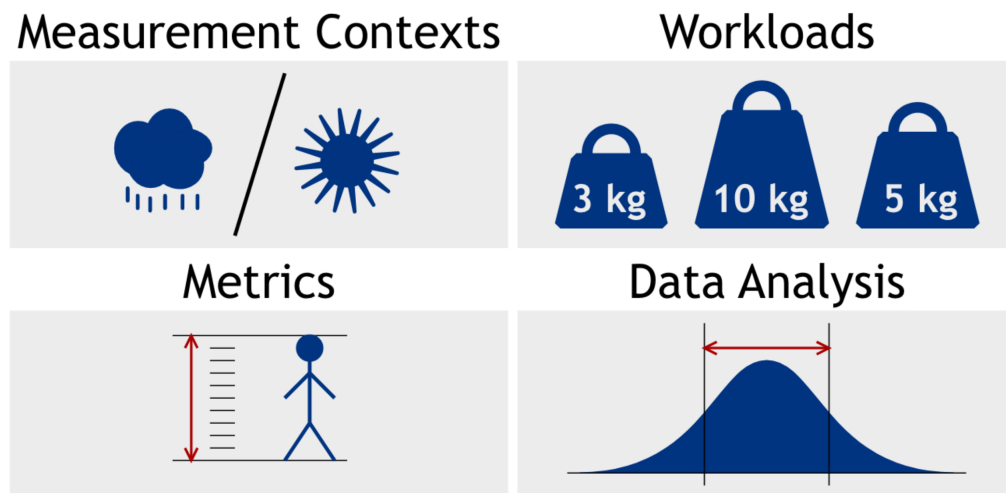 Measurement Contexts
Workloads
3 kg
10 kg
5 kg
Metrics
Data Analysis